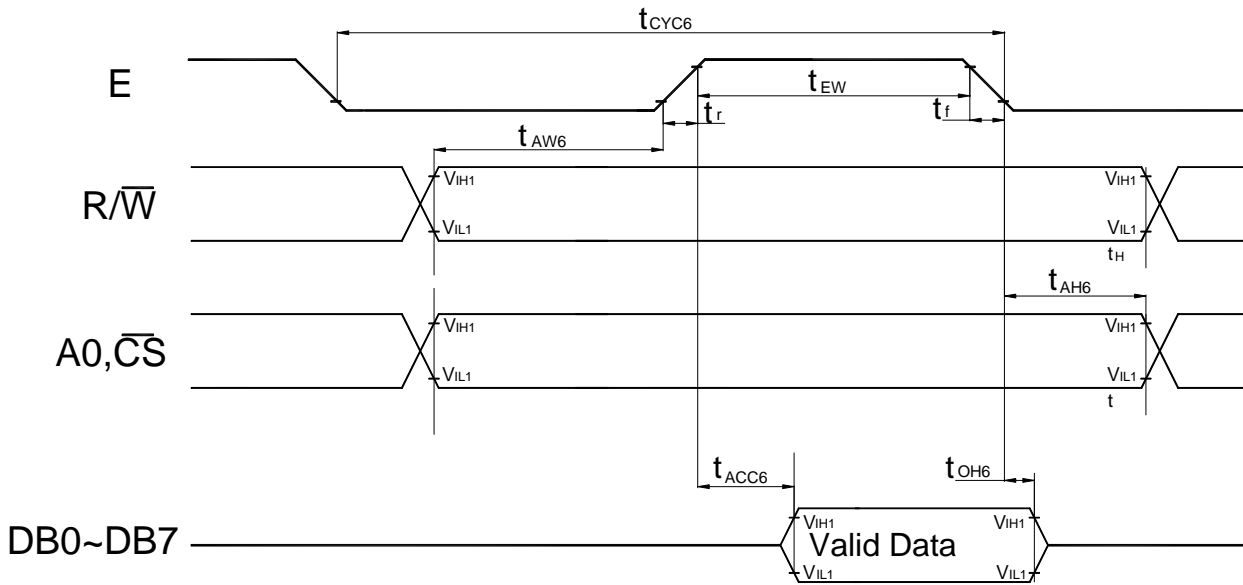 tCYC6
E
tEW
tr
tf
tAW6
R/W̅
VIH1
VIH1
VIL1
VIL1
tH
tAH6
A0,C̅S̅
VIH1
VIH1
VIL1
VIL1
t
tACC6
tOH6
DB0~DB7
VIH1
VIH1
Valid Data
VIL1
VIL1